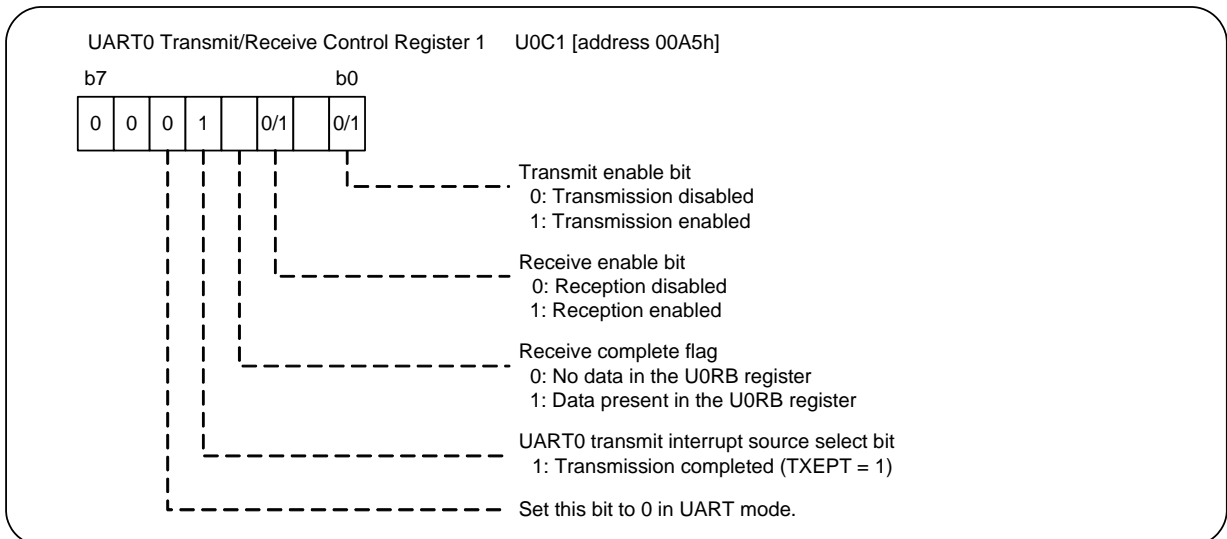 UART0 Transmit/Receive Control Register 1 U0C1 [address 00A5h]
b7 b0
0 0 0 1 0/1 0/1
Transmit enable bit
0: Transmission disabled
1: Transmission enabled
Receive enable bit
0: Reception disabled
1: Reception enabled
Receive complete flag
0: No data in the U0RB register
1: Data present in the U0RB register
UART0 transmit interrupt source select bit
1: Transmission completed (TXEPT = 1)
Set this bit to 0 in UART mode.